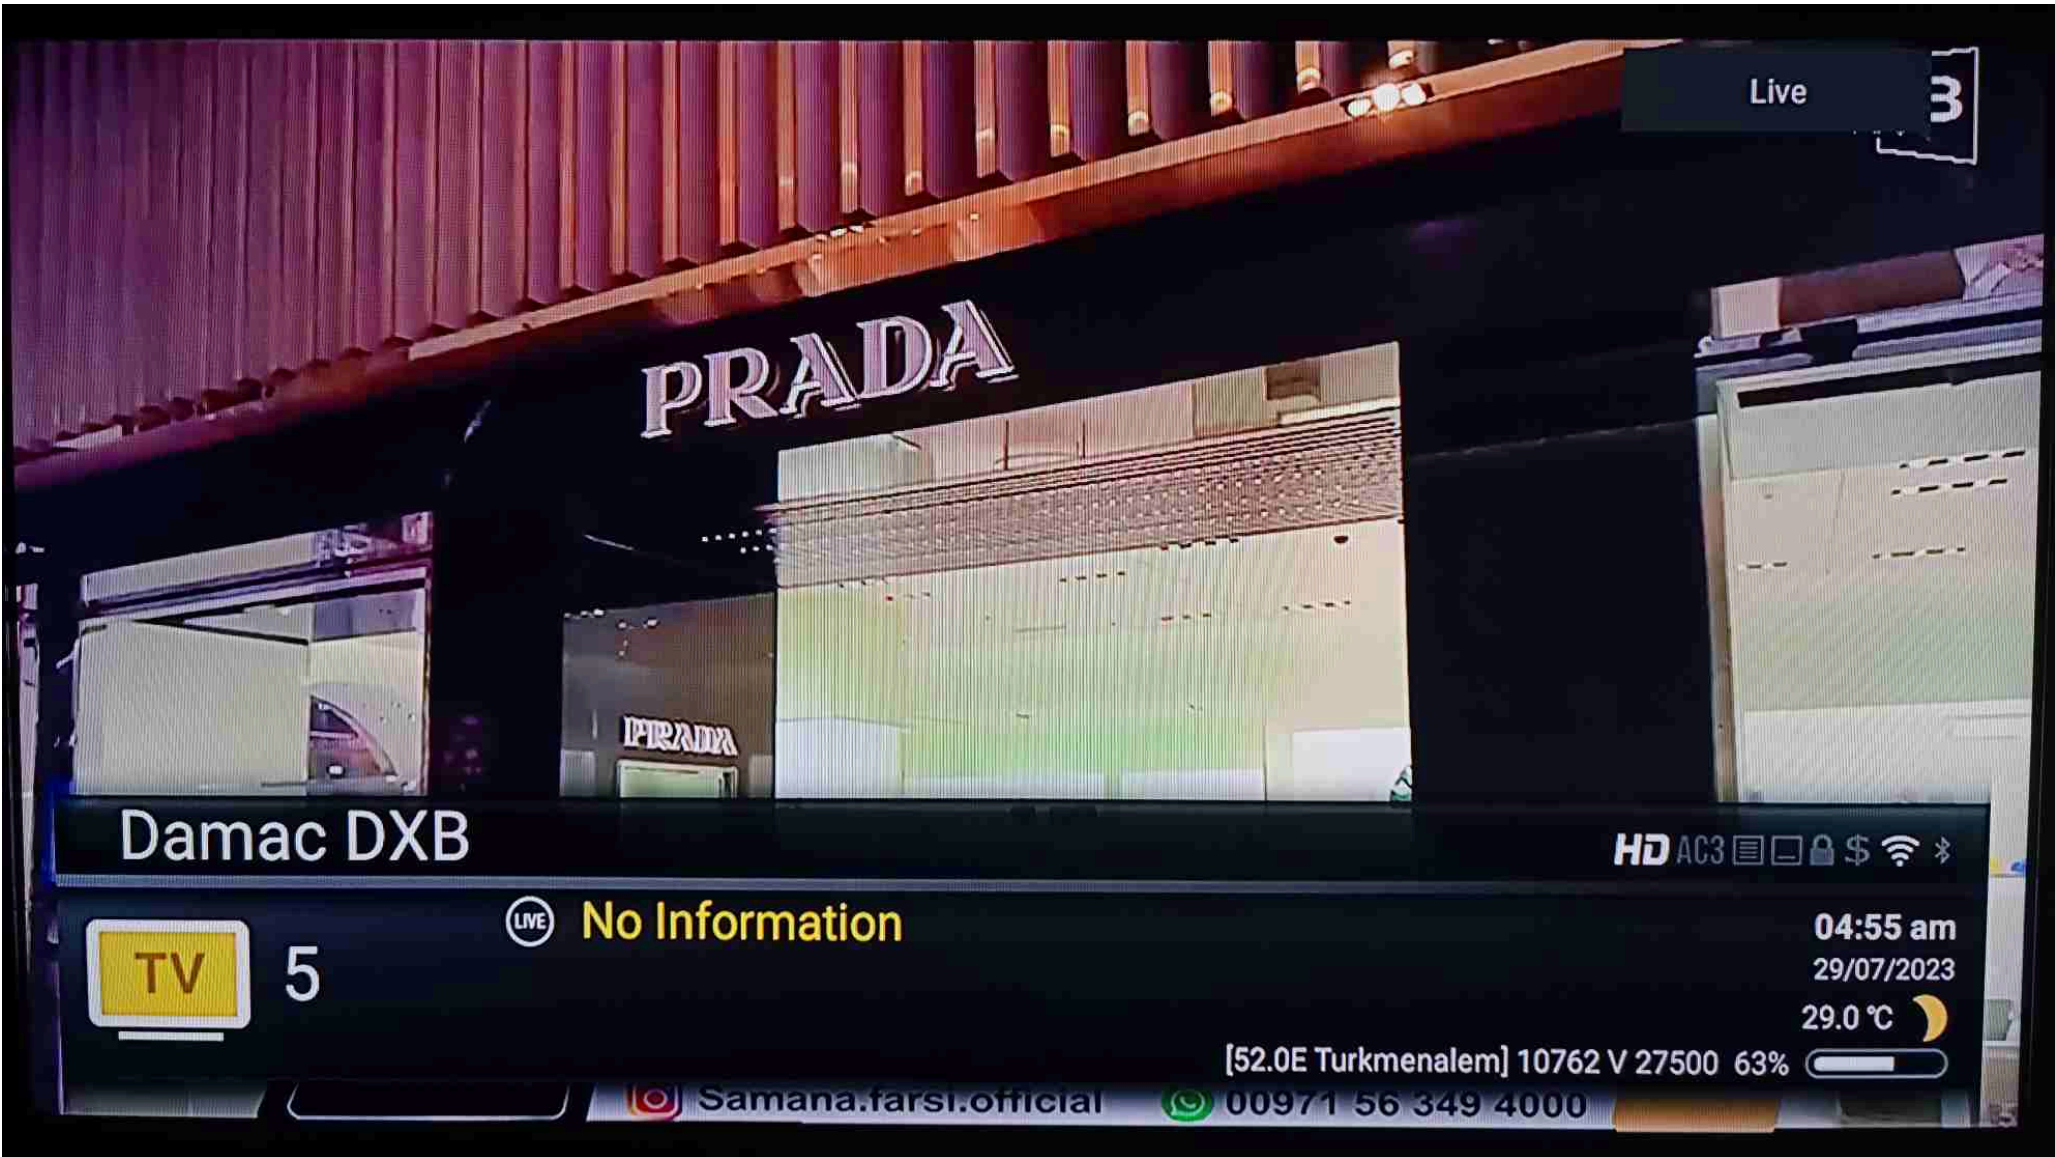 Live
3
PRADA
PRADA
Damac DXB
HD AC3 $
LIVE No Information
TV 5
04:55 am
29/07/2023
29.0 °C
[52.0E Turkmenalem] 10762 V 27500 63%
Samana.farsi.official 00971 56 349 4000